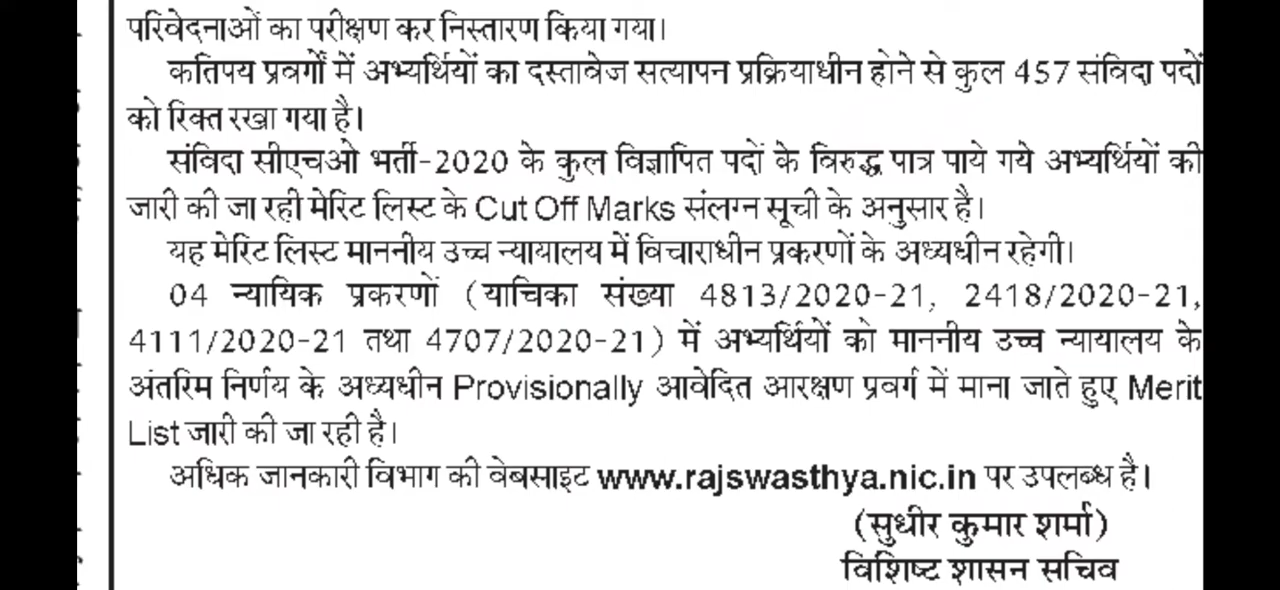 परिवेदनाओं का परीक्षण कर निस्तारण किया गया।
कतिपय प्रवर्गों में अभ्यर्थियों का दस्तावेज सत्यापन प्रक्रियाधीन होने से कुल 457 संविदा पदों
को रिक्त रखा गया है।
संविदा सीएचओ भर्ती-2020 के कुल विज्ञापित पदों के विरुद्ध पात्र पाये गये अभ्यर्थियों की
जारी की जा रही मेरिट लिस्ट के Cut Off Marks संलग्न सूची के अनुसार है।
यह मेरिट लिस्ट माननीय उच्च न्यायालय में विचाराधीन प्रकरणों के अध्यधीन रहेगी।
04 न्यायिक प्रकरणों (याचिका संख्या 4813/2020-21, 2418/2020-21,
4111/2020-21 तथा 4707/2020-21) में अभ्यर्थियों को माननीय उच्च न्यायालय के
अंतरिम निर्णय के अध्यधीन Provisionally आवेदित आरक्षण प्रवर्ग में माना जाते हुए Merit
List जारी की जा रही है।
अधिक जानकारी विभाग की वेबसाइट www.rajswasthya.nic.in पर उपलब्ध है।
(सुधीर कुमार शर्मा)
विशिष्ट शासन सचिव